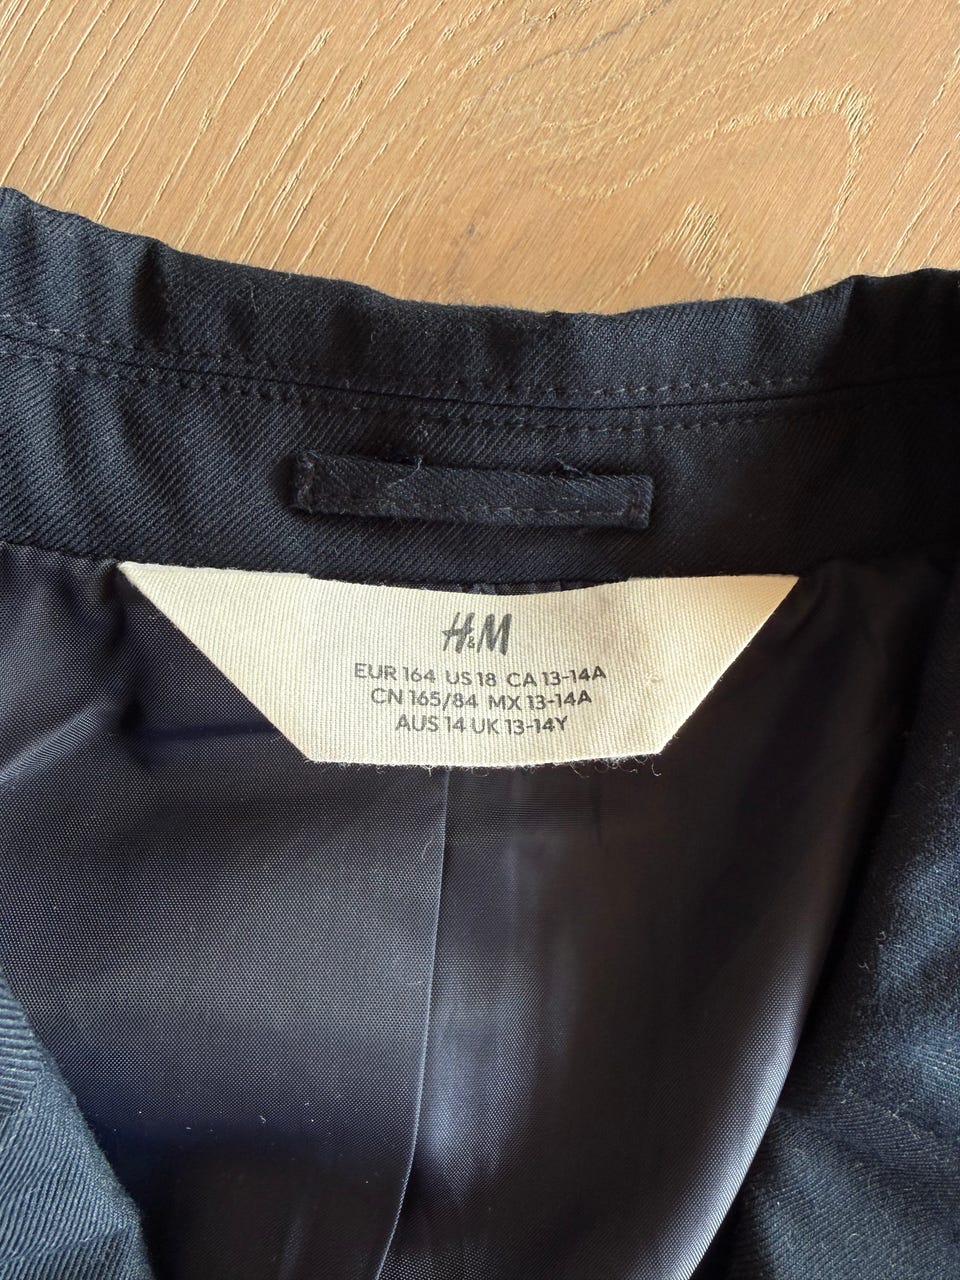 H&M
EUR 164 US 18 CA 13-14A
CN 165/84 MX 13-14A
AUS 14 UK 13-14Y